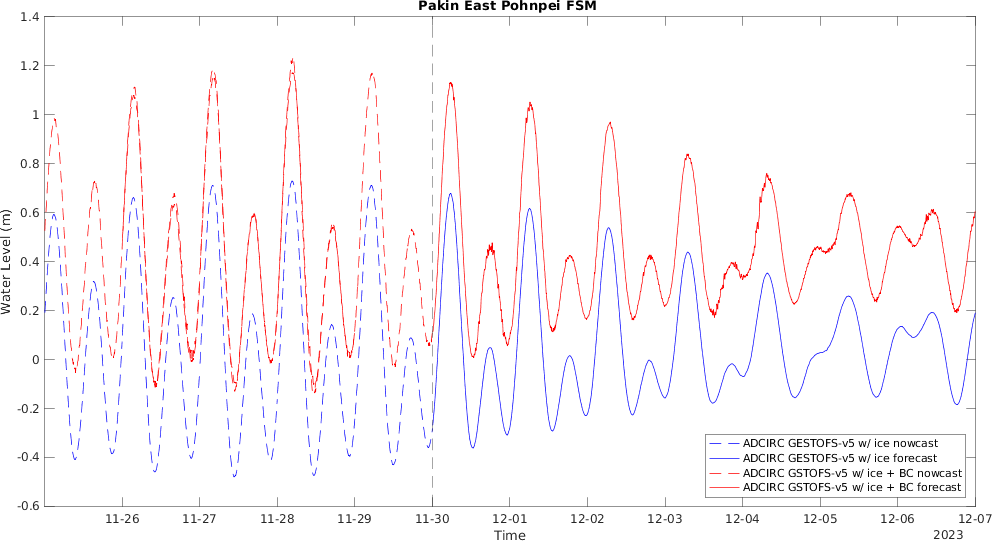 Pakin East Pohnpei FSM
1.4
1.2
1
0.8
0.6
0.4
0.2
0
-0.2
-0.4
-0.6
Water Level (m)
ADCIRC GESTOFS-v5 w/ ice nowcast
ADCIRC GESTOFS-v5 w/ ice forecast
ADCIRC GSTOFS-v5 w/ ice + BC nowcast
ADCIRC GSTOFS-v5 w/ ice + BC forecast
11-26 11-27 11-28 11-29 11-30 12-01 12-02 12-03 12-04 12-05 12-06 12-07
Time
2023